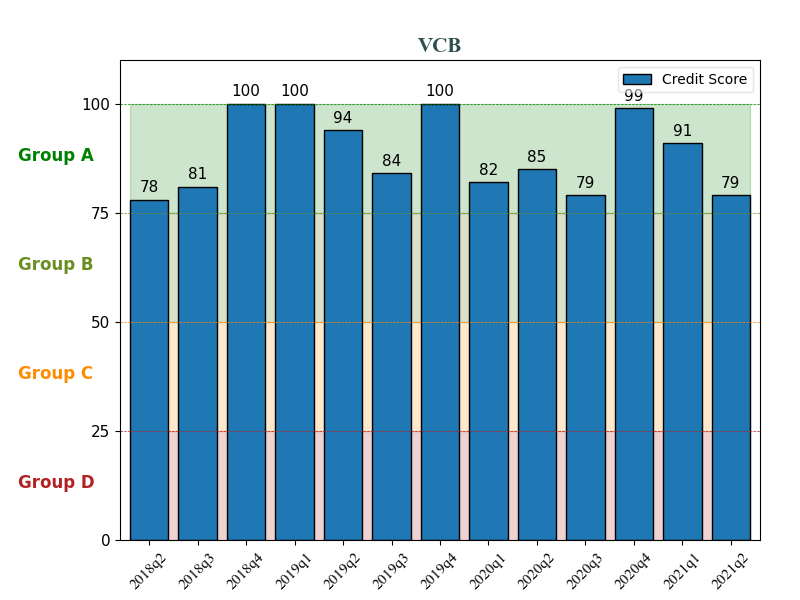 VCB
Credit Score
100
75
50
25
0
Group A
Group B
Group C
Group D
78
81
100
100
94
84
100
82
85
79
99
91
79
2018q2
2018q3
2018q4
2019q1
2019q2
2019q3
2019q4
2020q1
2020q2
2020q3
2020q4
2021q1
2021q2